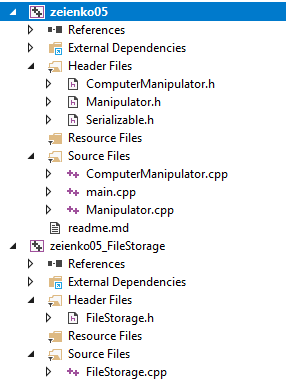 zeienko05
References
External Dependencies
Header Files
ComputerManipulator.h
Manipulator.h
Serializable.h
Resource Files
Source Files
ComputerManipulator.cpp
main.cpp
Manipulator.cpp
readme.md
zeienko05_FileStorage
References
External Dependencies
Header Files
FileStorage.h
Resource Files
Source Files
FileStorage.cpp